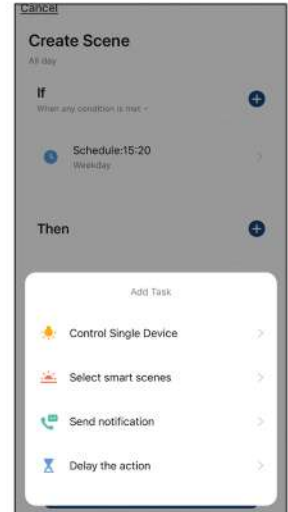 Cancel
Create Scene
All day
If
When any condition is met
Schedule:15:20
Weekday
Then
Add Task
Control Single Device
Select smart scenes
Send notification
Delay the action